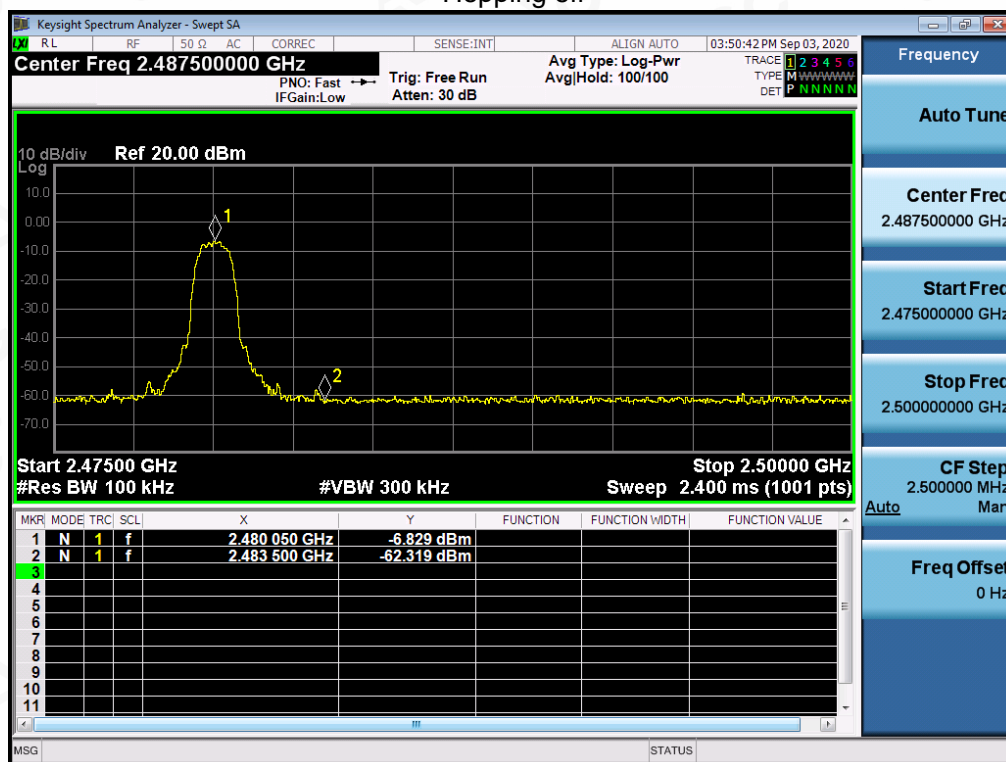 Hopping off
Keysight Spectrum Analyzer - Swept SA
LXI RL RF 50 Ω AC CORREC SENSE:INT ALIGN AUTO 03:50:42 PM Sep 03, 2020
Center Freq 2.487500000 GHz Avg Type: Log-Pwr TRACE 1 2 3 4 5 6
PNO: Fast Trig: Free Run Avg|Hold: 100/100 TYPE M WWWWW
IFGain:Low Atten: 30 dB DET P N N N N N
10 dB/div Ref 20.00 dBm
Log
10.0
0.00
-10.0
-20.0
-30.0
-40.0
-50.0
-60.0
-70.0
1
2
Start 2.47500 GHz Stop 2.50000 GHz
#Res BW 100 kHz #VBW 300 kHz Sweep 2.400 ms (1001 pts)
MKR MODE TRC SCL X Y FUNCTION FUNCTION WIDTH FUNCTION VALUE
1 N 1 f 2.480 050 GHz -6.829 dBm
2 N 1 f 2.483 500 GHz -62.319 dBm
3
4
5
6
7
8
9
10
11
MSG STATUS
Frequency
Auto Tune
Center Freq
2.487500000 GHz
Start Freq
2.475000000 GHz
Stop Freq
2.500000000 GHz
CF Step
2.500000 MHz
Auto Man
Freq Offset
0 Hz